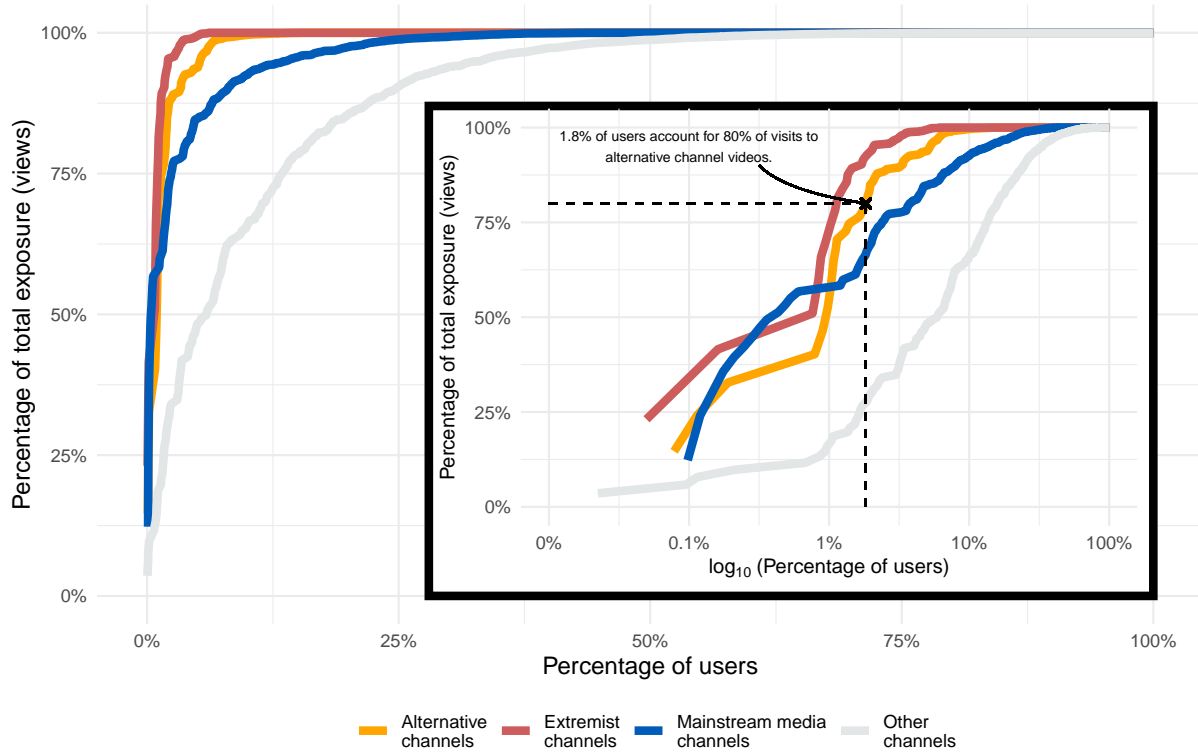 100%
75%
50%
25%
0%
Percentage of total exposure (views)
1.8% of users account for 80% of visits to
alternative channel videos.
100%
75%
50%
25%
0%
Percentage of total exposure (views)
0% 0.1% 1% 10% 100%
log10 (Percentage of users)
0% 25% 50% 75% 100%
Percentage of users
Alternative
channels
Extremist
channels
Mainstream media
channels
Other
channels